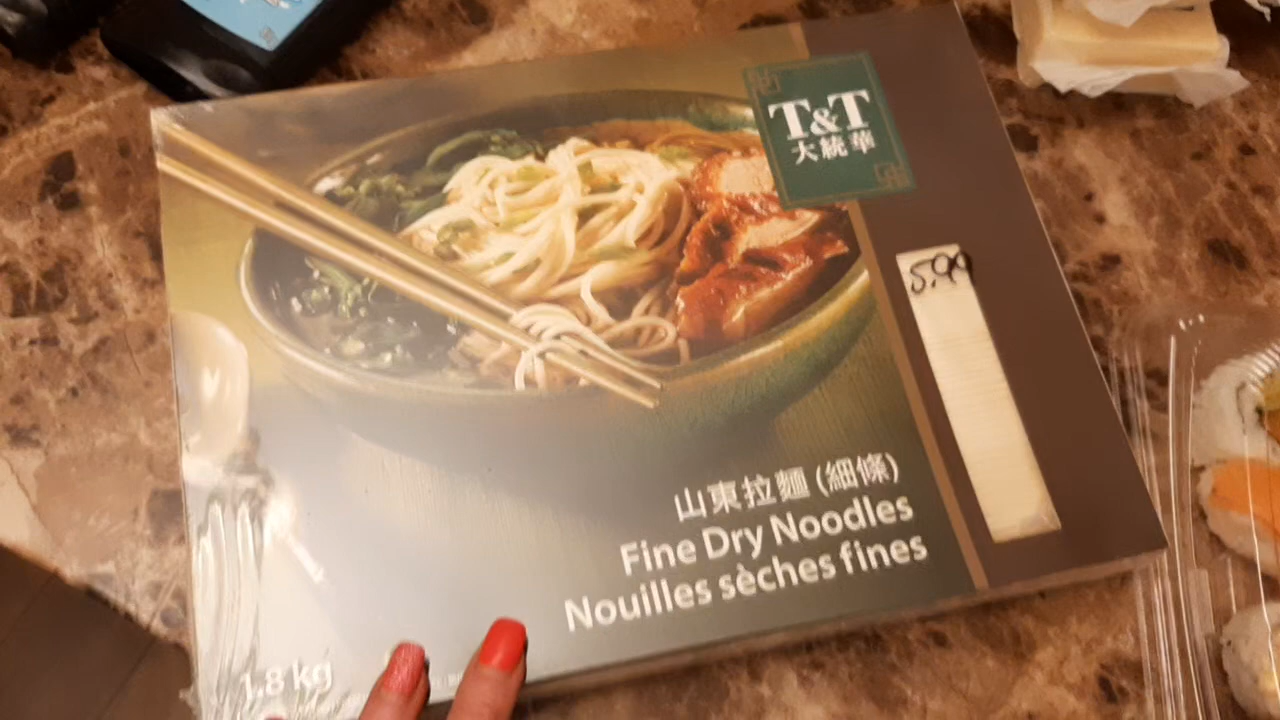 T&T
大統華
5.99
山東拉麵 (細條)
Fine Dry Noodles
Nouilles sèches fines
1.8 kg